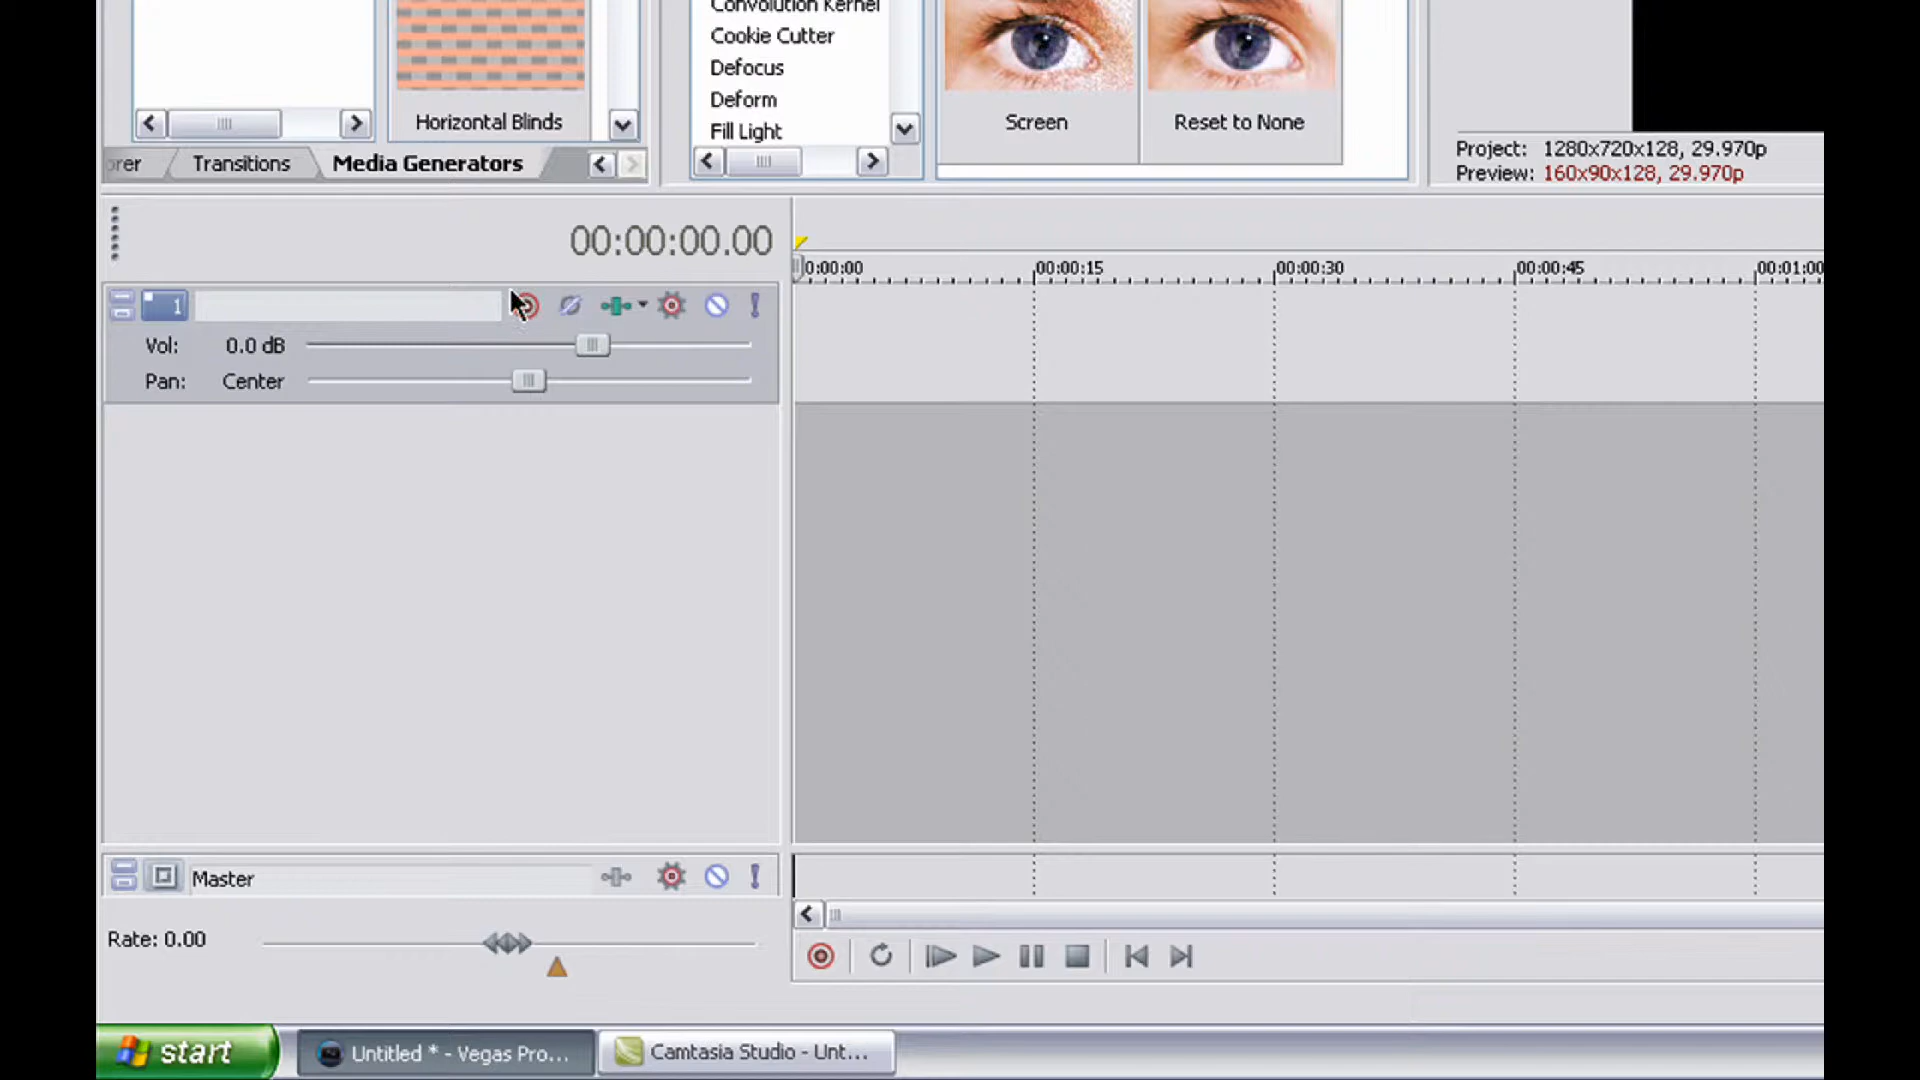 Convolution Kernel
Cookie Cutter
Defocus
Deform
Fill Light
Horizontal Blinds
Screen
Reset to None
orer
Transitions
Media Generators
Project: 1280x720x128, 29.970p
Preview: 160x90x128, 29.970p
00:00:00.00
0:00:00
00:00:15
00:00:30
00:00:45
00:01:00
1
Vol: 0.0 dB
Pan: Center
Master
Rate: 0.00
start
Untitled * - Vegas Pro...
Camtasia Studio - Unt...